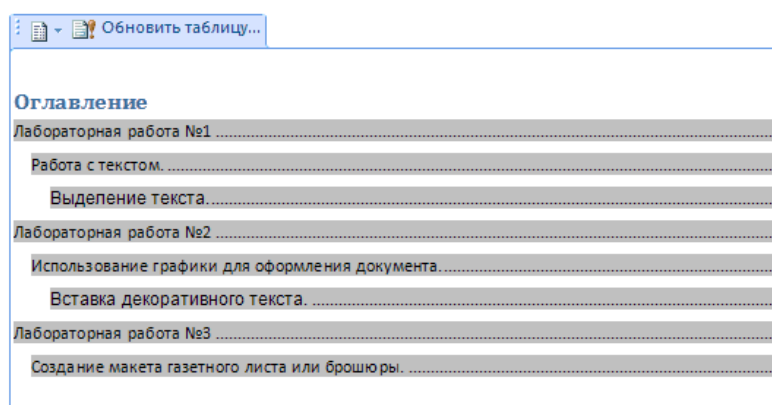 Обновить таблицу...
Оглавление
Лабораторная работа №1
Работа с текстом.
Выделение текста.
Лабораторная работа №2
Использование графики для оформления документа.
Вставка декоративного текста.
Лабораторная работа №3
Создание макета газетного листа или брошюры.